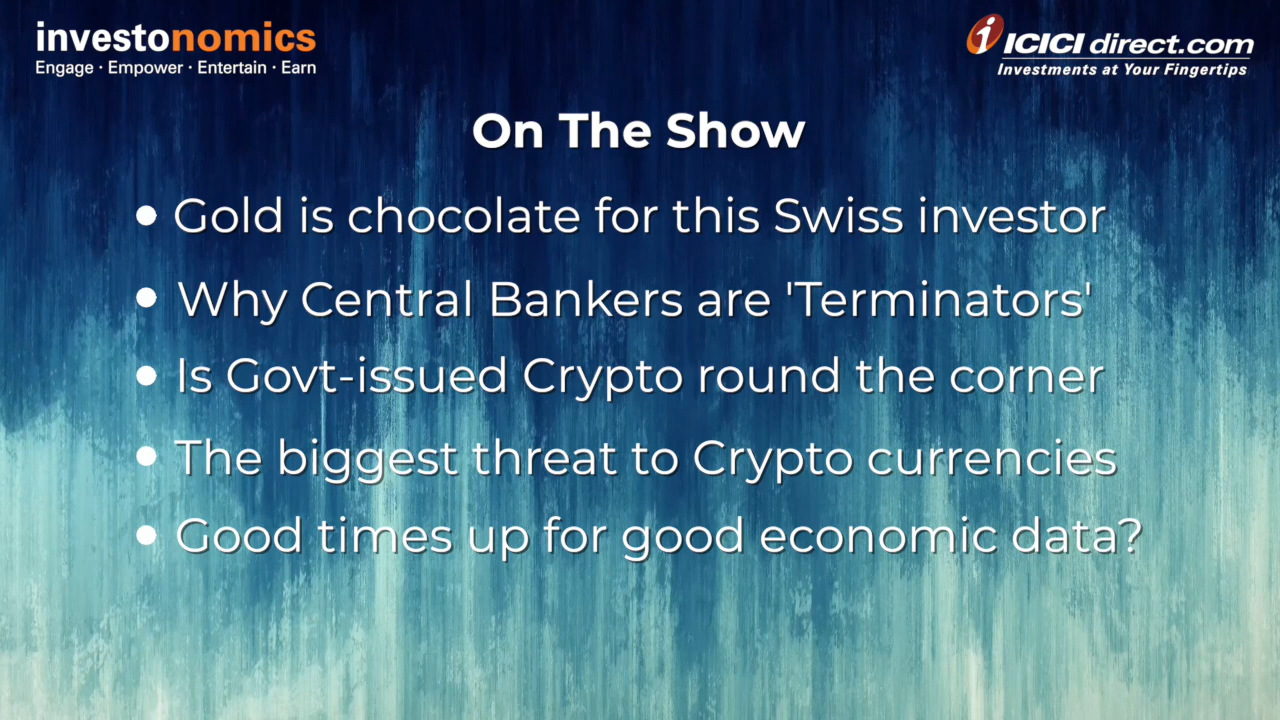 investonomics
Engage · Empower · Entertain · Earn
i ICICI direct.com
Investments at Your Fingertips
On The Show
• Gold is chocolate for this Swiss investor
• Why Central Bankers are 'Terminators'
• Is Govt-issued Crypto round the corner
• The biggest threat to Crypto currencies
• Good times up for good economic data?